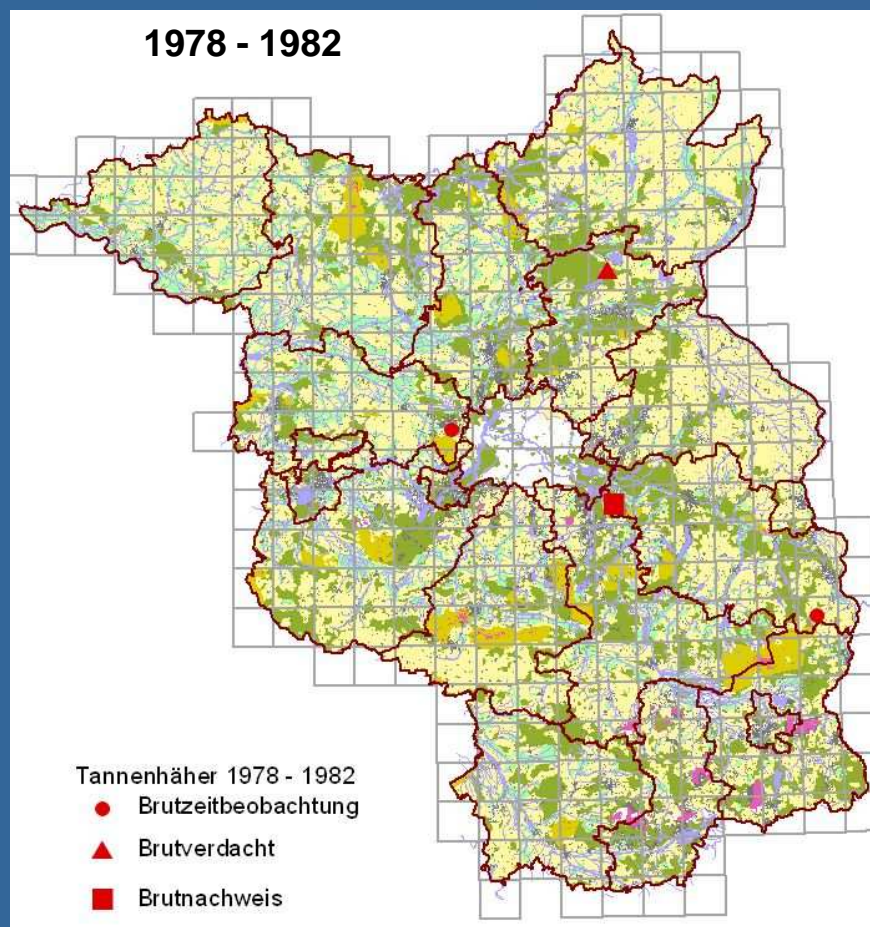 1978 - 1982
Tannenhäher 1978 - 1982
Brutzeitbeobachtung
Brutverdacht
Brutnachweis